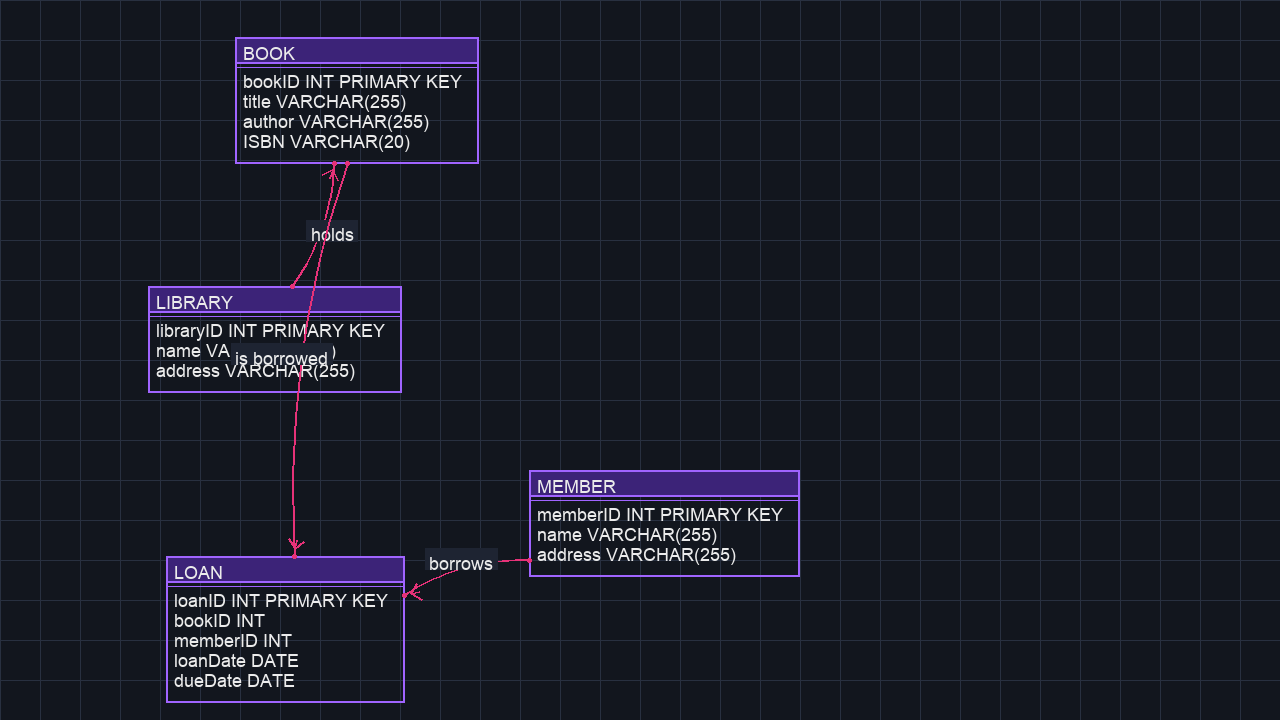 BOOK
bookID INT PRIMARY KEY
title VARCHAR(255)
author VARCHAR(255)
ISBN VARCHAR(20)
holds
LIBRARY
libraryID INT PRIMARY KEY
name VA )
is borrowed
address VARCHAR(255)
MEMBER
memberID INT PRIMARY KEY
name VARCHAR(255)
address VARCHAR(255)
borrows
LOAN
loanID INT PRIMARY KEY
bookID INT
memberID INT
loanDate DATE
dueDate DATE